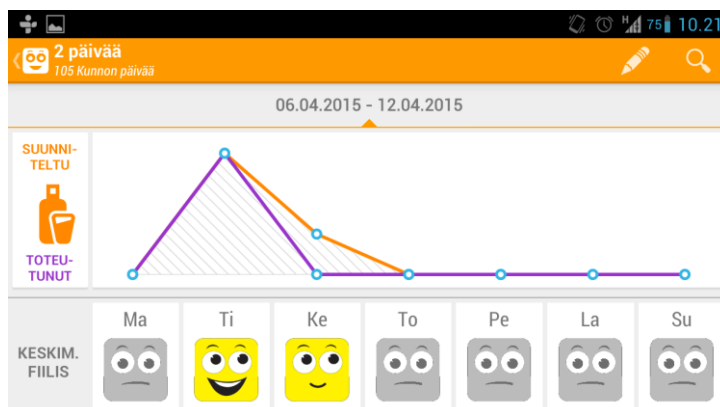 H 75 10.21
2 päivää
105 Kunnon päivää
06.04.2015 - 12.04.2015
SUUNNI-
TELTU
TOTEU-
TUNUT
Ma Ti Ke To Pe La Su
KESKIM.
FIILIS